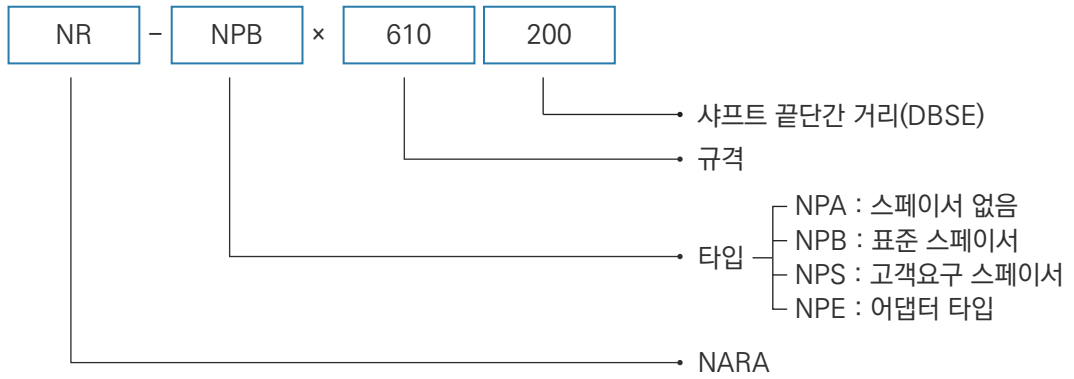 NR - NPB × 610 200
샤프트 끝단간 거리(DBSE)
규격
타입
NPA : 스페이서 없음
NPB : 표준 스페이서
NPS : 고객요구 스페이서
NPE : 어댑터 타입
NARA